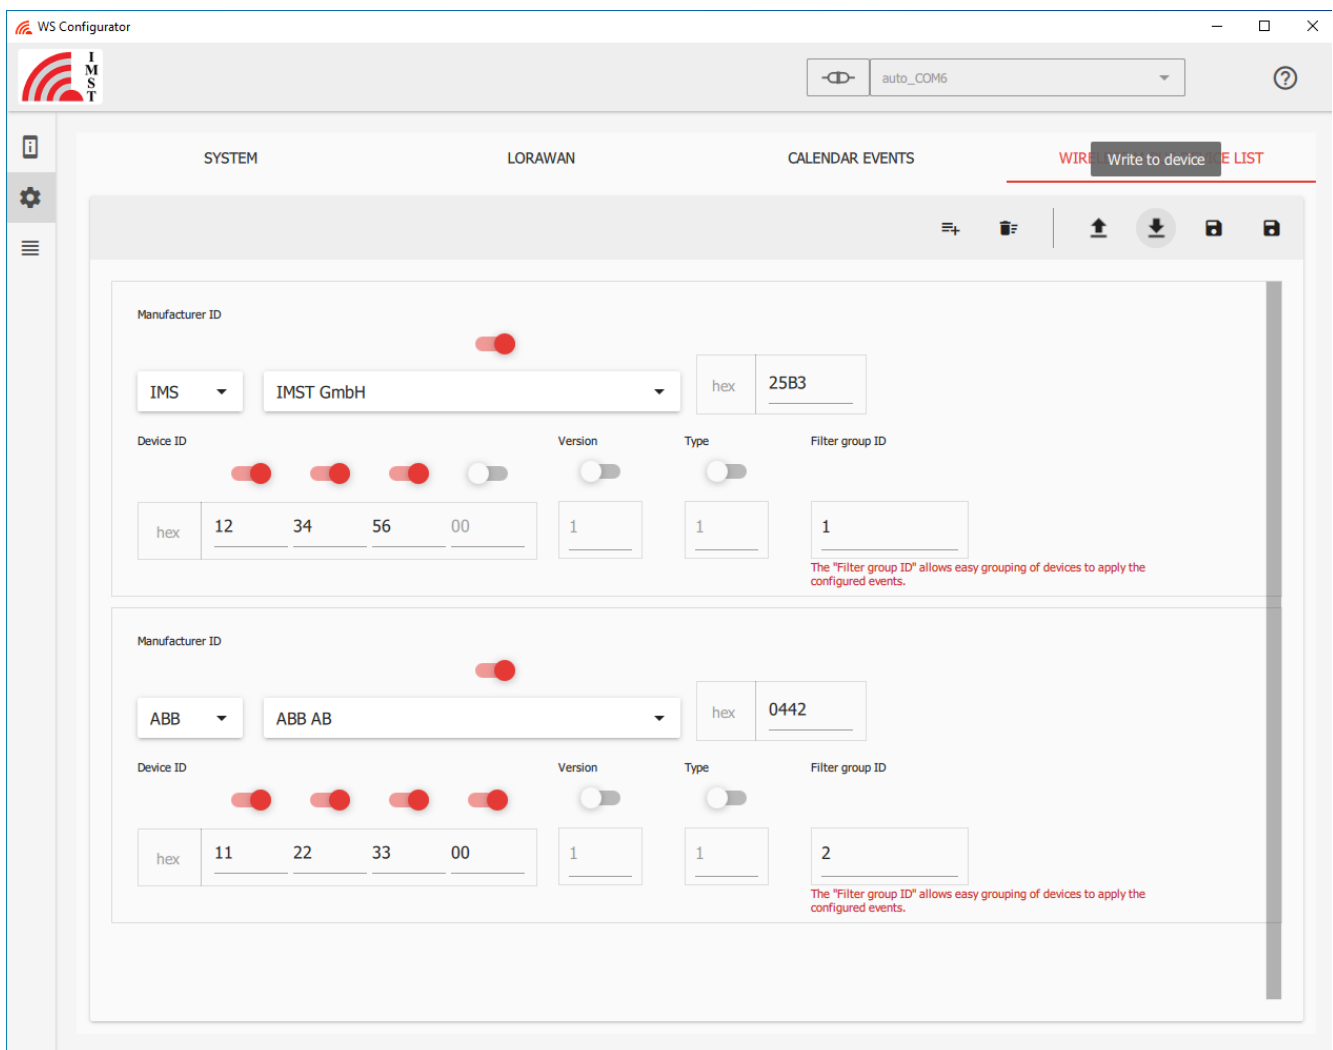 WS Configurator
I
M
S
T
auto_COM6
SYSTEM
LORAWAN
CALENDAR EVENTS
WIRE
E LIST
Write to device
Manufacturer ID
IMS
IMST GmbH
hex
25B3
Device ID
Version
Type
Filter group ID
hex
12
34
56
00
1
1
1
The "Filter group ID" allows easy grouping of devices to apply the
configured events.
Manufacturer ID
ABB
ABB AB
hex
0442
Device ID
Version
Type
Filter group ID
hex
11
22
33
00
1
1
2
The "Filter group ID" allows easy grouping of devices to apply the
configured events.